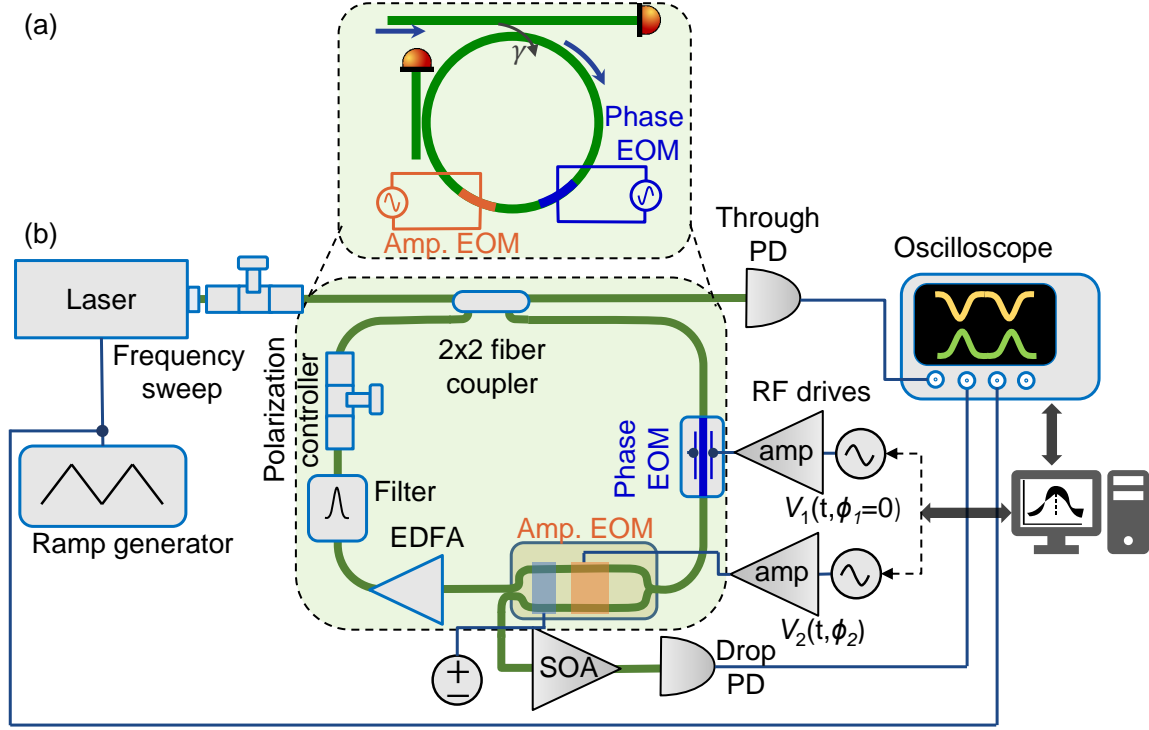 (a)
γ
Phase
EOM
Amp. EOM
(b)
Laser
Frequency
sweep
Ramp generator
Polarization
controller
2x2 fiber
coupler
Filter
EDFA
Phase
EOM
Amp. EOM
SOA
Through
PD
Oscilloscope
RF drives
amp
V₁(t,ϕ₁=0)
amp
V₂(t,ϕ₂)
Drop
PD